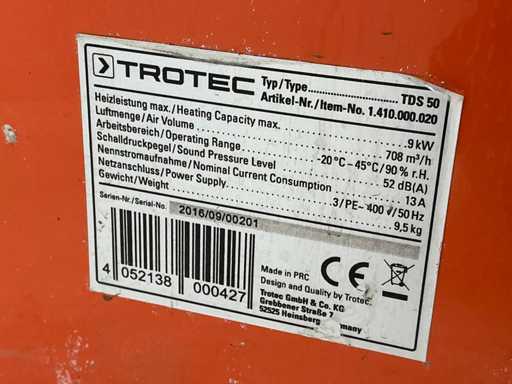 TROTEC
Typ/Type.............................. TDS 50
Artikel-Nr./Item-No. 1.410.000.020
Heizleistung max./Heating Capacity max. 9 kW
Luftmenge/Air Volume 708 m³/h
Arbeitsbereich/Operating Range -20°C–45°C/90% r.H.
Schalldruckpegel/Sound Pressure Level 52 dB(A)
Nennstromaufnahme/Nominal Current Consumption 13 A
Netzanschluss/Power Supply 3/PE~ 400 V/50 Hz
Gewicht/Weight 9,5 kg
Serien-Nr./Serial-No. 2016/09/00201
4 052138 000427
Made in PRC
Design and Quality by Trotec
Trotec GmbH & Co. KG
Grebbener Straße 7
52525 Heinsberg
CE